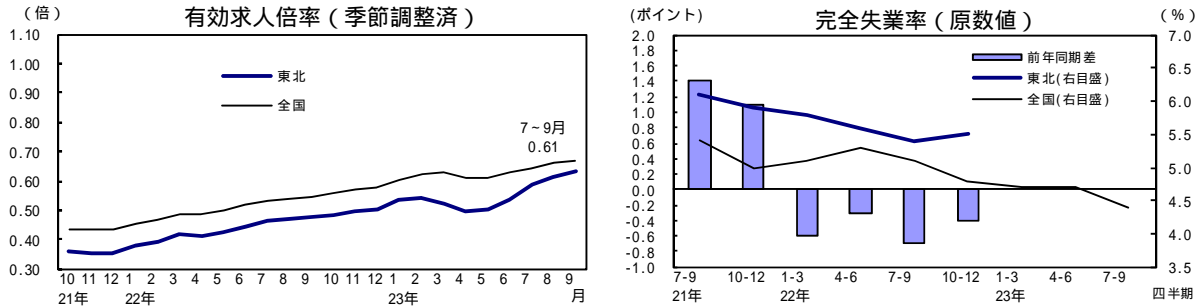 (倍)
有効求人倍率(季節調整済)
1.10
1.00
0.90
0.80
0.70
0.60
0.50
0.40
0.30
東北
全国
7~9月
0.61
10 11 12 1 2 3 4 5 6 7 8 9 10 11 12 1 2 3 4 5 6 7 8 9
21年 22年 23年 月
(ポイント)
完全失業率(原数値)
(%)
2.0
1.8
1.6
1.4
1.2
1.0
0.8
0.6
0.4
0.2
0.0
-0.2
-0.4
-0.6
-0.8
-1.0
前年同期差
東北(右目盛)
全国(右目盛)
7.0
6.5
6.0
5.5
5.0
4.5
4.0
3.5
7-9 10-12 1-3 4-6 7-9 10-12 1-3 4-6 7-9
21年 22年 23年 四半期